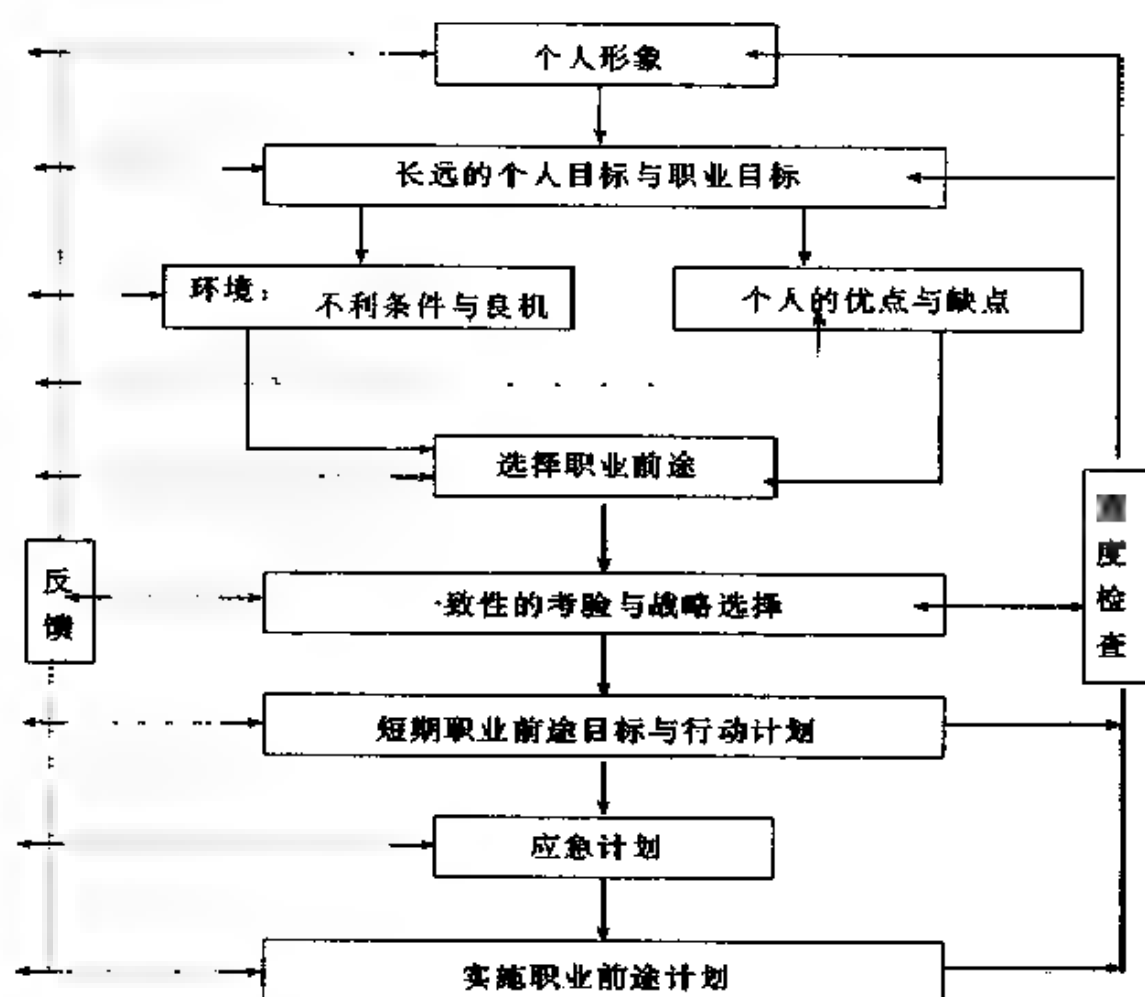 个人形象
长远的个人目标与职业目标
环境：
不利条件与良机
个人的优点与缺点
选择职业前途
反
馈
度
检
查
一致性的考验与战略选择
短期职业前途目标与行动计划
应急计划
实施职业前途计划